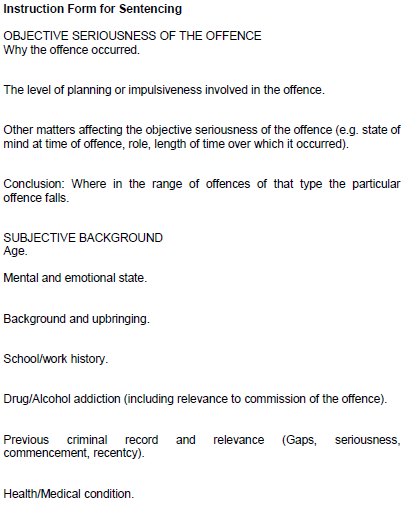 Instruction Form for Sentencing
OBJECTIVE SERIOUSNESS OF THE OFFENCE
Why the offence occurred.
The level of planning or impulsiveness involved in the offence.
Other matters affecting the objective seriousness of the offence (e.g. state of
mind at time of offence, role, length of time over which it occurred).
Conclusion: Where in the range of offences of that type the particular
offence falls.
SUBJECTIVE BACKGROUND
Age.
Mental and emotional state.
Background and upbringing.
School/work history.
Drug/Alcohol addiction (including relevance to commission of the offence).
Previous criminal record and relevance (Gaps, seriousness,
commencement, recentcy).
Health/Medical condition.